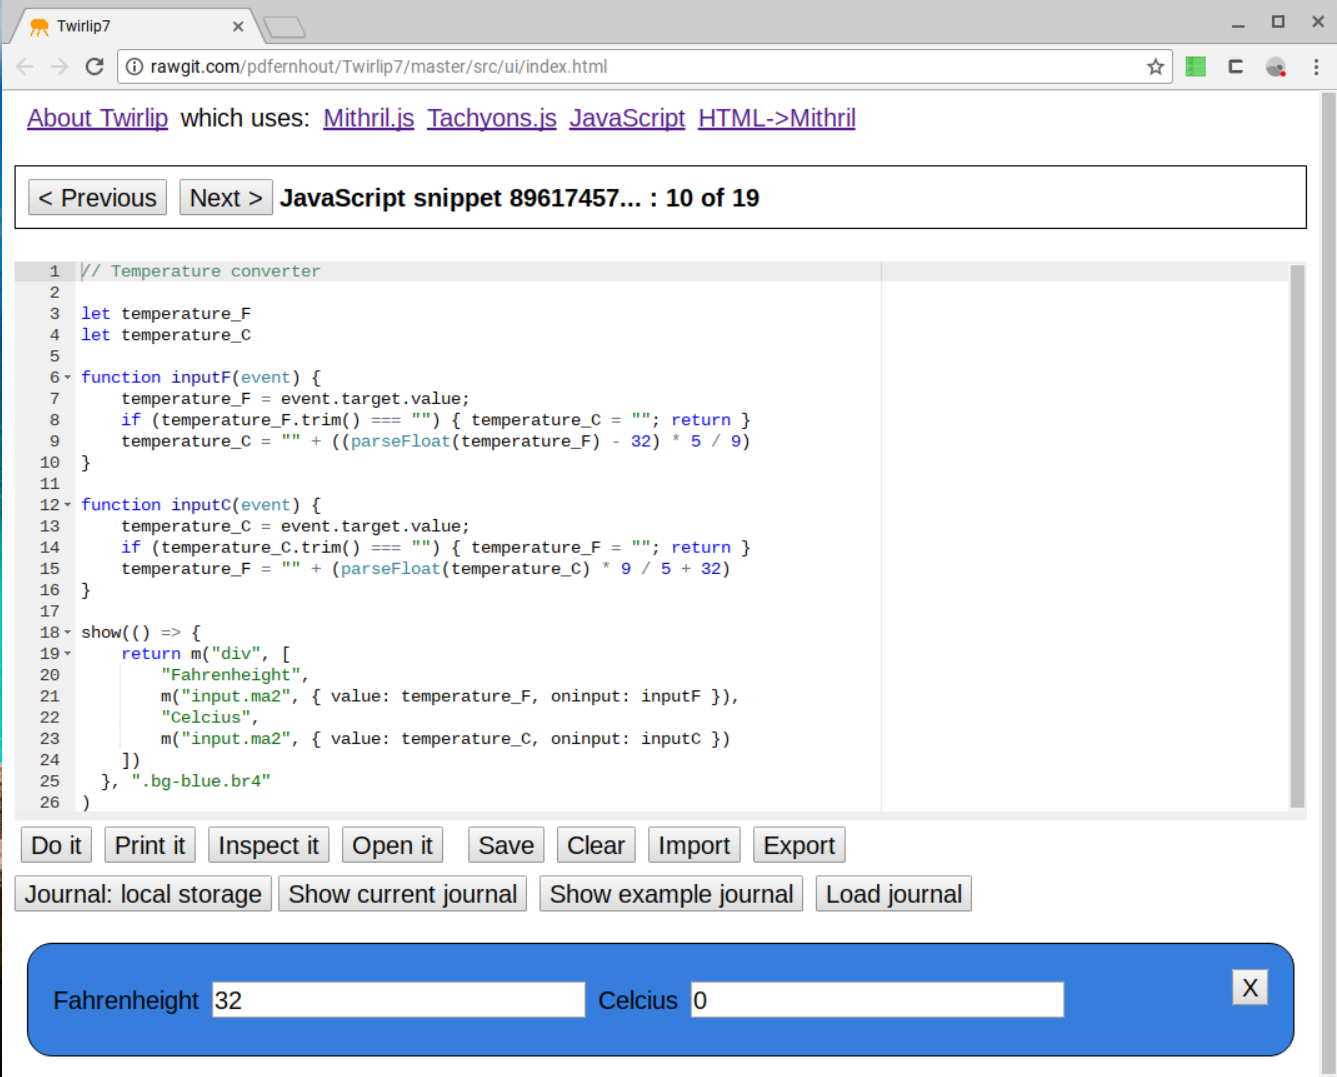 Twirlip7
rawgit.com/pdfernhout/Twirlip7/master/src/ui/index.html
About Twirlip which uses: Mithril.js Tachyons.js JavaScript HTML->Mithril
< Previous Next > JavaScript snippet 89617457... : 10 of 19
1 // Temperature converter
2
3 let temperature_F
4 let temperature_C
5
6 function inputF(event) {
7     temperature_F = event.target.value;
8     if (temperature_F.trim() === "") { temperature_C = ""; return }
9     temperature_C = "" + ((parseFloat(temperature_F) - 32) * 5 / 9)
10 }
11
12 function inputC(event) {
13     temperature_C = event.target.value;
14     if (temperature_C.trim() === "") { temperature_F = ""; return }
15     temperature_F = "" + (parseFloat(temperature_C) * 9 / 5 + 32)
16 }
17
18 show(() => {
19     return m("div", [
20         "Fahrenheight",
21         m("input.ma2", { value: temperature_F, oninput: inputF }),
22         "Celcius",
23         m("input.ma2", { value: temperature_C, oninput: inputC })
24     ])
25   }, ".bg-blue.br4"
26 )
Do it Print it Inspect it Open it Save Clear Import Export
Journal: local storage Show current journal Show example journal Load journal
Fahrenheight 32 Celcius 0 X